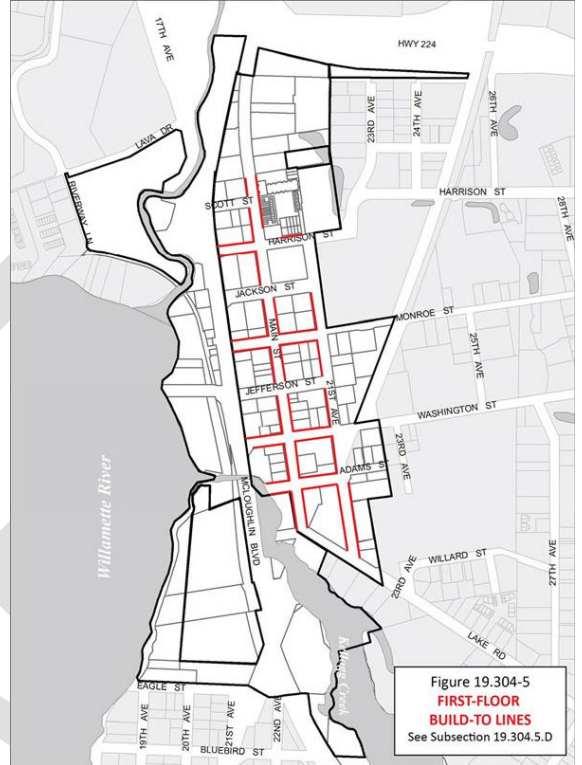 17TH AVE
HWY 224
LAVA DR
23RD AVE
24TH AVE
26TH AVE
RIVERWAY LN
SCOTT ST
HARRISON ST
28TH AVE
HARRISON ST
JACKSON ST
MAIN ST
MONROE ST
25TH AVE
JEFFERSON ST
21ST AVE
WASHINGTON ST
23RD AVE
ADAMS ST
Willamette River
MCLOUGHLIN BLVD
WILLARD ST
23RD AVE
27TH AVE
LAKE RD
Kellogg Creek
EAGLE ST
19TH AVE
20TH AVE
21ST AVE
22ND AVE
BLUEBIRD ST
Figure 19.304-5
FIRST-FLOOR
BUILD-TO LINES
See Subsection 19.304.5.D